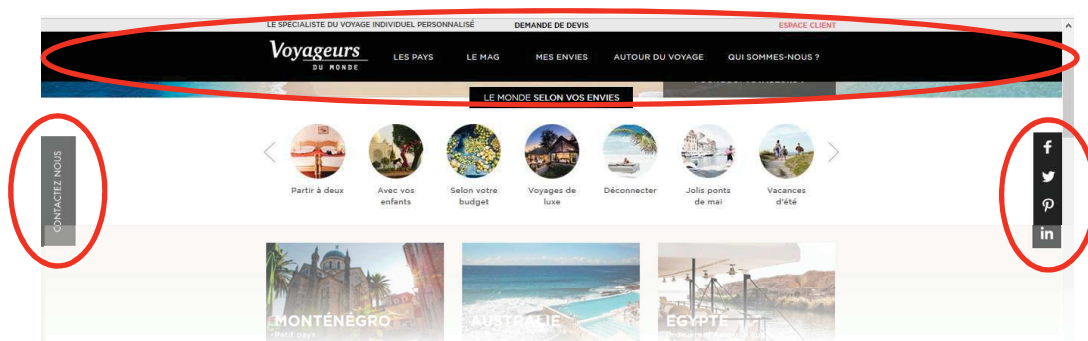 LE SPÉCIALISTE DU VOYAGE INDIVIDUEL PERSONNALISÉ DEMANDE DE DEVIS ESPACE CLIENT
Voyageurs
DU MONDE
LES PAYS LE MAG MES ENVIES AUTOUR DU VOYAGE QUI SOMMES-NOUS ?
LE MONDE SELON VOS ENVIES
CONTACTEZ NOUS
Partir à deux
Avec vos
enfants
Selon votre
budget
Voyages de
luxe
Déconnecter
Jolis ponts
de mai
Vacances
d'été
f
in
MONTÉNÉGRO
Petit pays
AUSTRALIE
EGYPTE